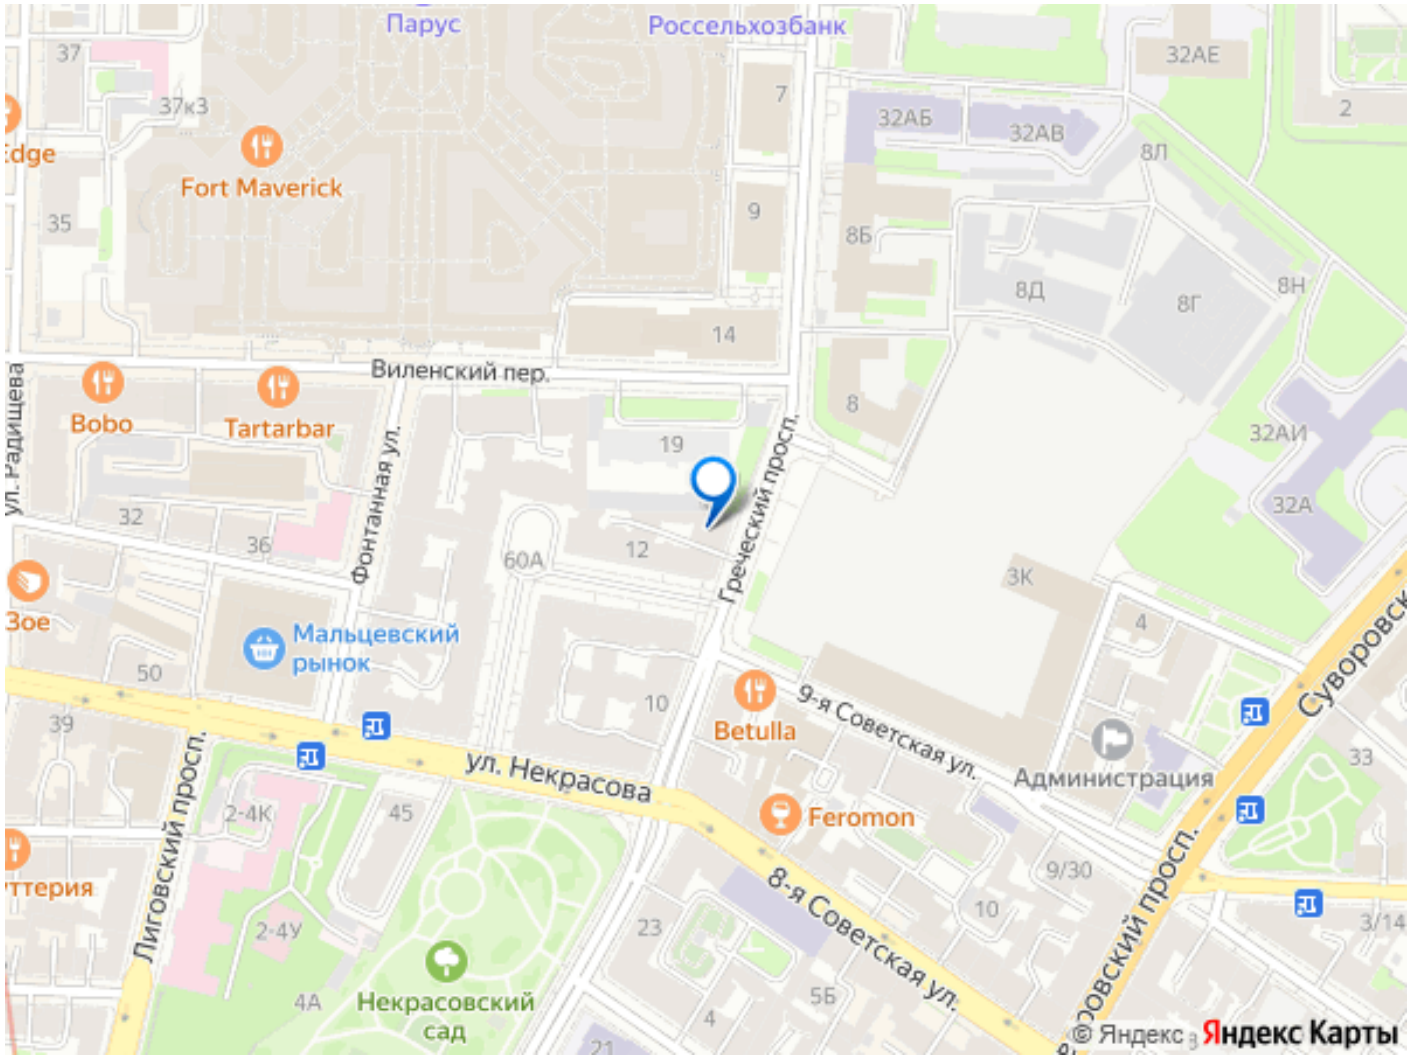 Парус
Россельхозбанк
37
32АЕ
7
37к3
2
32АБ
32АВ
Edge
8Л
Fort Maverick
35
9
8Б
8Д
8Г
8Н
14
Виленский пер.
ул. Радищева
Bobo
Tartarbar
8
19
32АИ
Фонтанная ул.
Греческий просп.
32
36
12
60А
32А
3К
Зое
Мальцевский
рынок
4
50
39
10
Betulla
9-я Советская ул.
Администрация
33
ул. Некрасова
Лиговский просп.
2-4К
45
Feromon
9/30
8-я Советская ул.
10
2-4У
23
3/14
Некрасовский
сад
4А
5Б
4
21
© Яндекс
Яндекс Карты